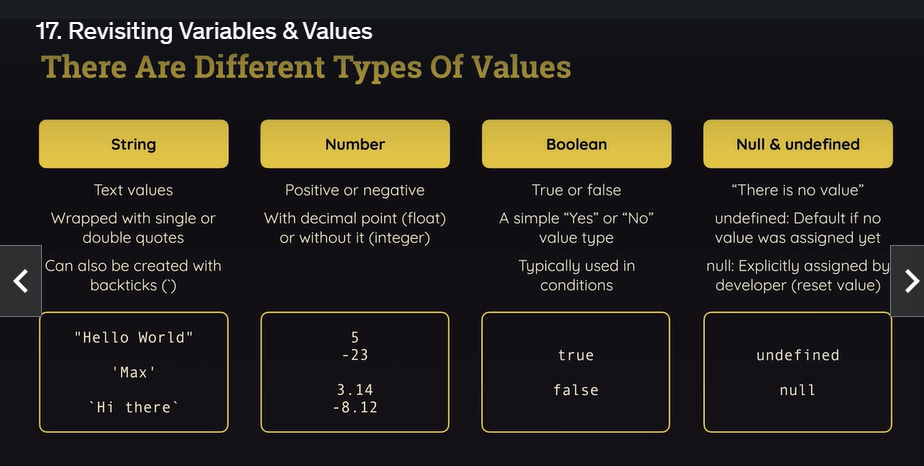 17. Revisiting Variables & Values
There Are Different Types Of Values
String
Text values
Wrapped with single or
double quotes
Can also be created with
backticks (`)
"Hello World"
'Max'
`Hi there`
Number
Positive or negative
With decimal point (float)
or without it (integer)
5
-23
3.14
-8.12
Boolean
True or false
A simple “Yes” or “No”
value type
Typically used in
conditions
true
false
Null & undefined
“There is no value”
undefined: Default if no
value was assigned yet
null: Explicitly assigned by
developer (reset value)
undefined
null